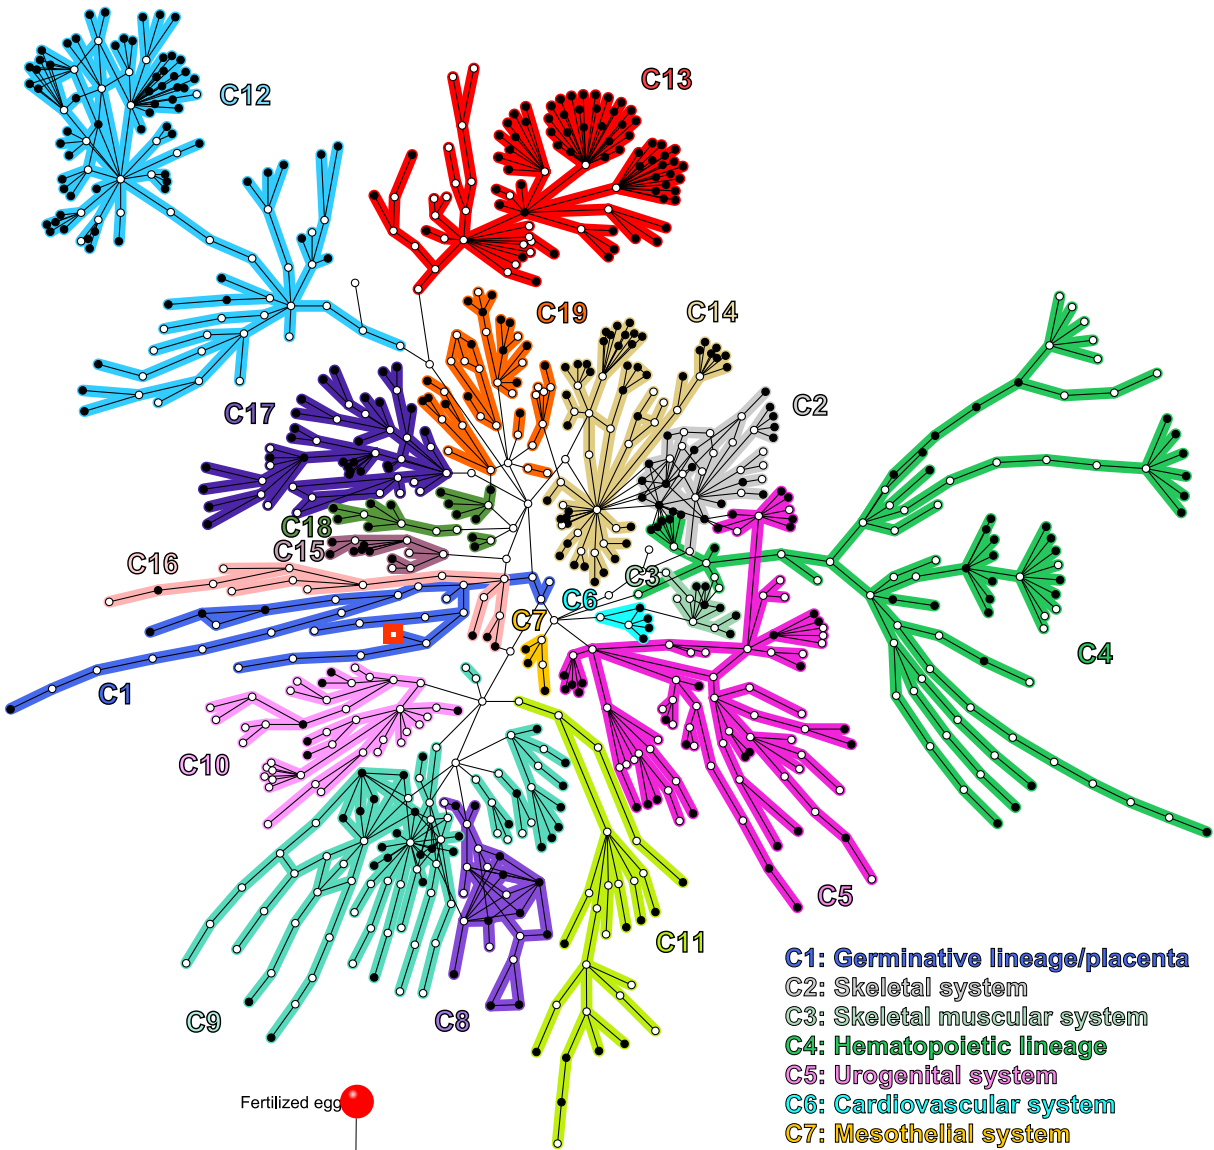 C13
C12
C19
C14
C2
C17
C18
C15
C16
C3
C6
C7
C4
C1
C10
C5
C11
C9
C8
C1: Germinative lineage/placenta
C2: Skeletal system
C3: Skeletal muscular system
C4: Hematopoietic lineage
C5: Urogenital system
C6: Cardiovascular system
C7: Mesothelial system
Fertilized egg